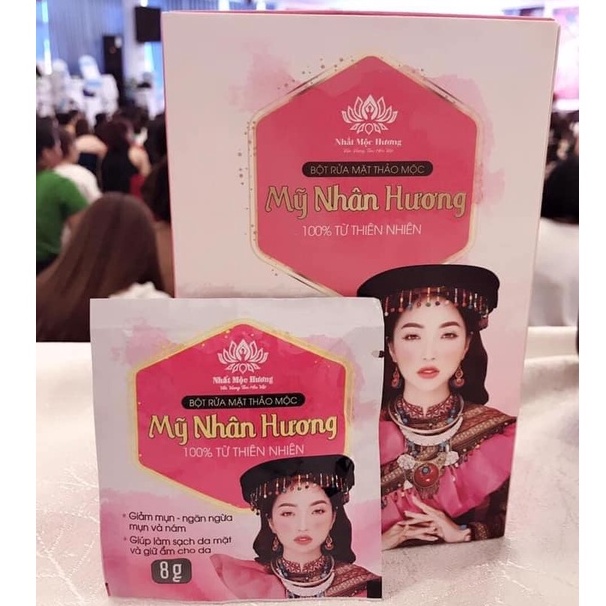 Nhất Mộc Hương
BỘT RỬA MẶT THẢO MỘC
Mỹ Nhân Hương
100% TỪ THIÊN NHIÊN
Nhất Mộc Hương
BỘT RỬA MẶT THẢO MỘC
Mỹ Nhân Hương
100% TỪ THIÊN NHIÊN
• Giảm mụn - ngăn ngừa
mụn và nám
• Giúp làm sạch da mặt
và giữ ẩm cho da
8g